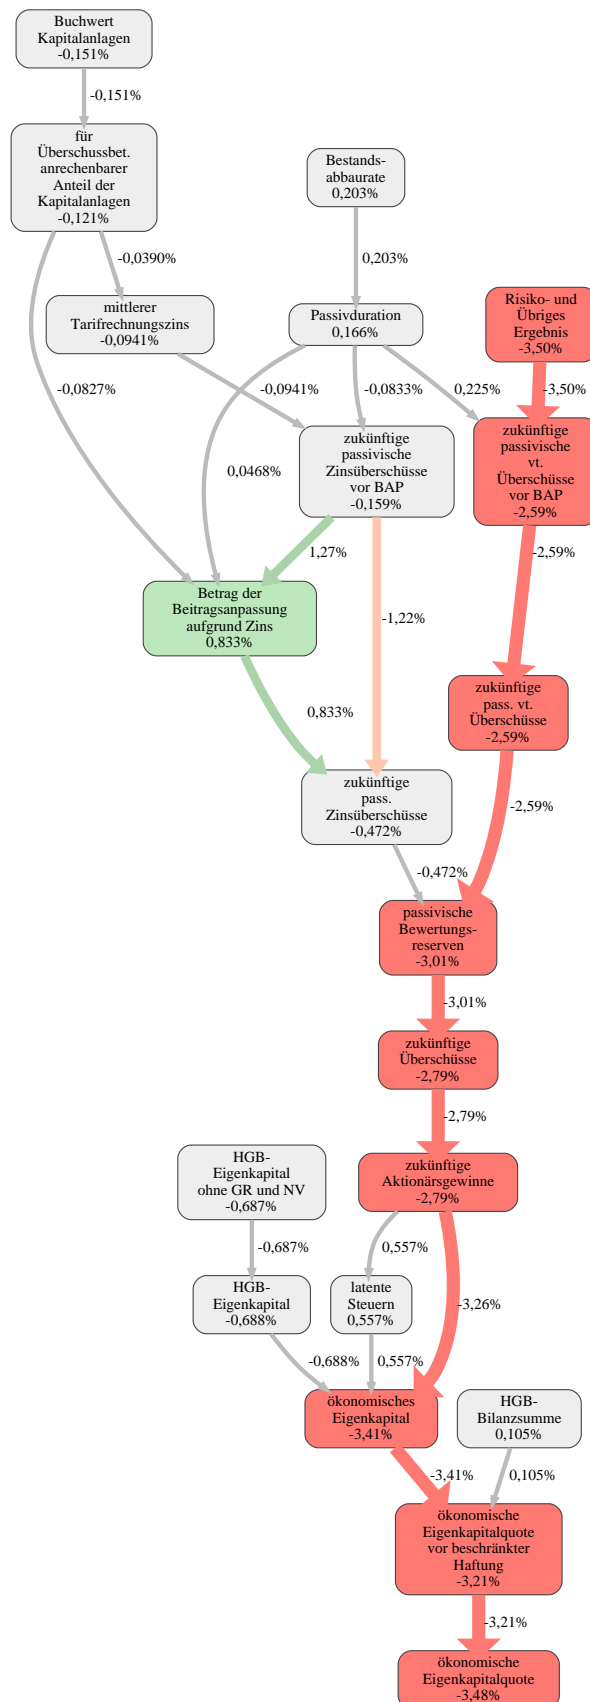 Buchwert
Kapitalanlagen
-0,151%
-0,151%
für
Überschussbet.
anrechenbarer
Anteil der
Kapitalanlagen
-0,121%
Bestands-
abbaurate
0,203%
-0,0390%
0,203%
mittlerer
Tarifrechnungszins
-0,0941%
Passivduration
0,166%
Risiko- und
Übriges
Ergebnis
-3,50%
-0,0827%
-0,0941%
-0,0833%
0,225%
-3,50%
zukünftige
passivische
Zinsüberschüsse
vor BAP
-0,159%
zukünftige
passivische
vt.
Überschüsse
vor BAP
-2,59%
0,0468%
1,27%
-2,59%
Betrag der
Beitragsanpassung
aufgrund Zins
0,833%
-1,22%
zukünftige
pass. vt.
Überschüsse
-2,59%
0,833%
zukünftige
pass.
Zinsüberschüsse
-0,472%
-2,59%
-0,472%
passivische
Bewertungs-
reserven
-3,01%
-3,01%
zukünftige
Überschüsse
-2,79%
-2,79%
HGB-
Eigenkapital
ohne GR und NV
-0,687%
zukünftige
Aktionärsgewinne
-2,79%
-0,687%
0,557%
HGB-
Eigenkapital
-0,688%
latente
Steuern
0,557%
-3,26%
-0,688%
0,557%
ökonomisches
Eigenkapital
-3,41%
HGB-
Bilanzsumme
0,105%
-3,41%
0,105%
ökonomische
Eigenkapitalquote
vor beschränkter
Haftung
-3,21%
-3,21%
ökonomische
Eigenkapitalquote
-3,48%